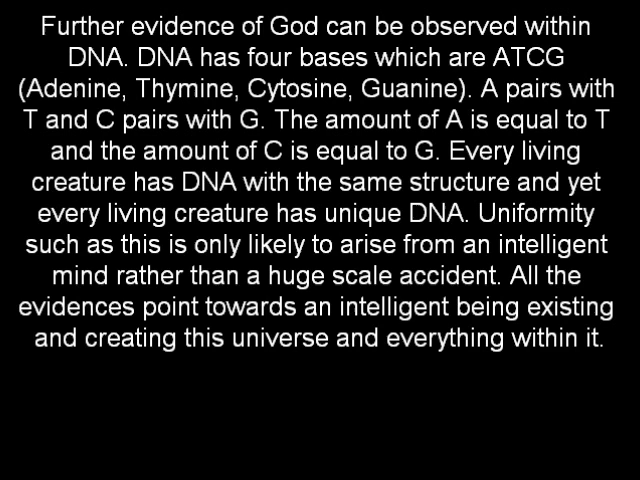 Further evidence of God can be observed within
DNA. DNA has four bases which are ATCG
(Adenine, Thymine, Cytosine, Guanine). A pairs with
T and C pairs with G. The amount of A is equal to T
and the amount of C is equal to G. Every living
creature has DNA with the same structure and yet
every living creature has unique DNA. Uniformity
such as this is only likely to arise from an intelligent
mind rather than a huge scale accident. All the
evidences point towards an intelligent being existing
and creating this universe and everything within it.